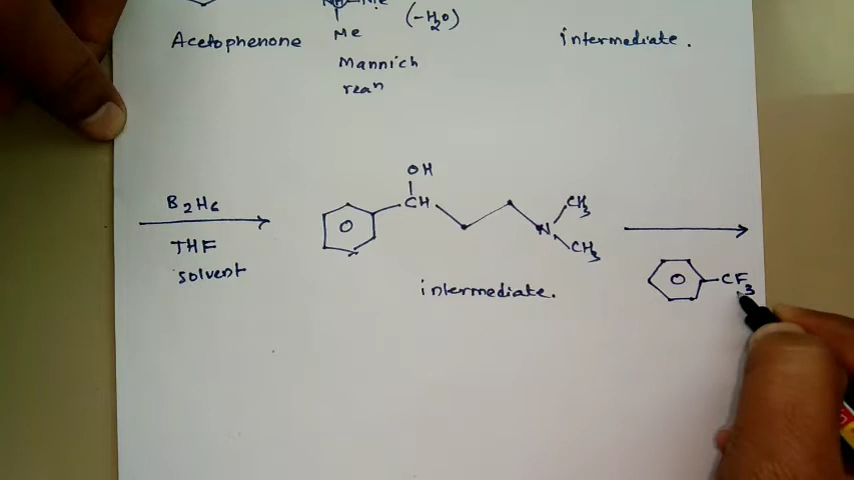 (-H2O)
Acetophenone
Me
intermediate.
Mannich
reaⁿ
OH
B2H6
CH
CH3
N
THF
CH3
solvent
CF3
intermediate.